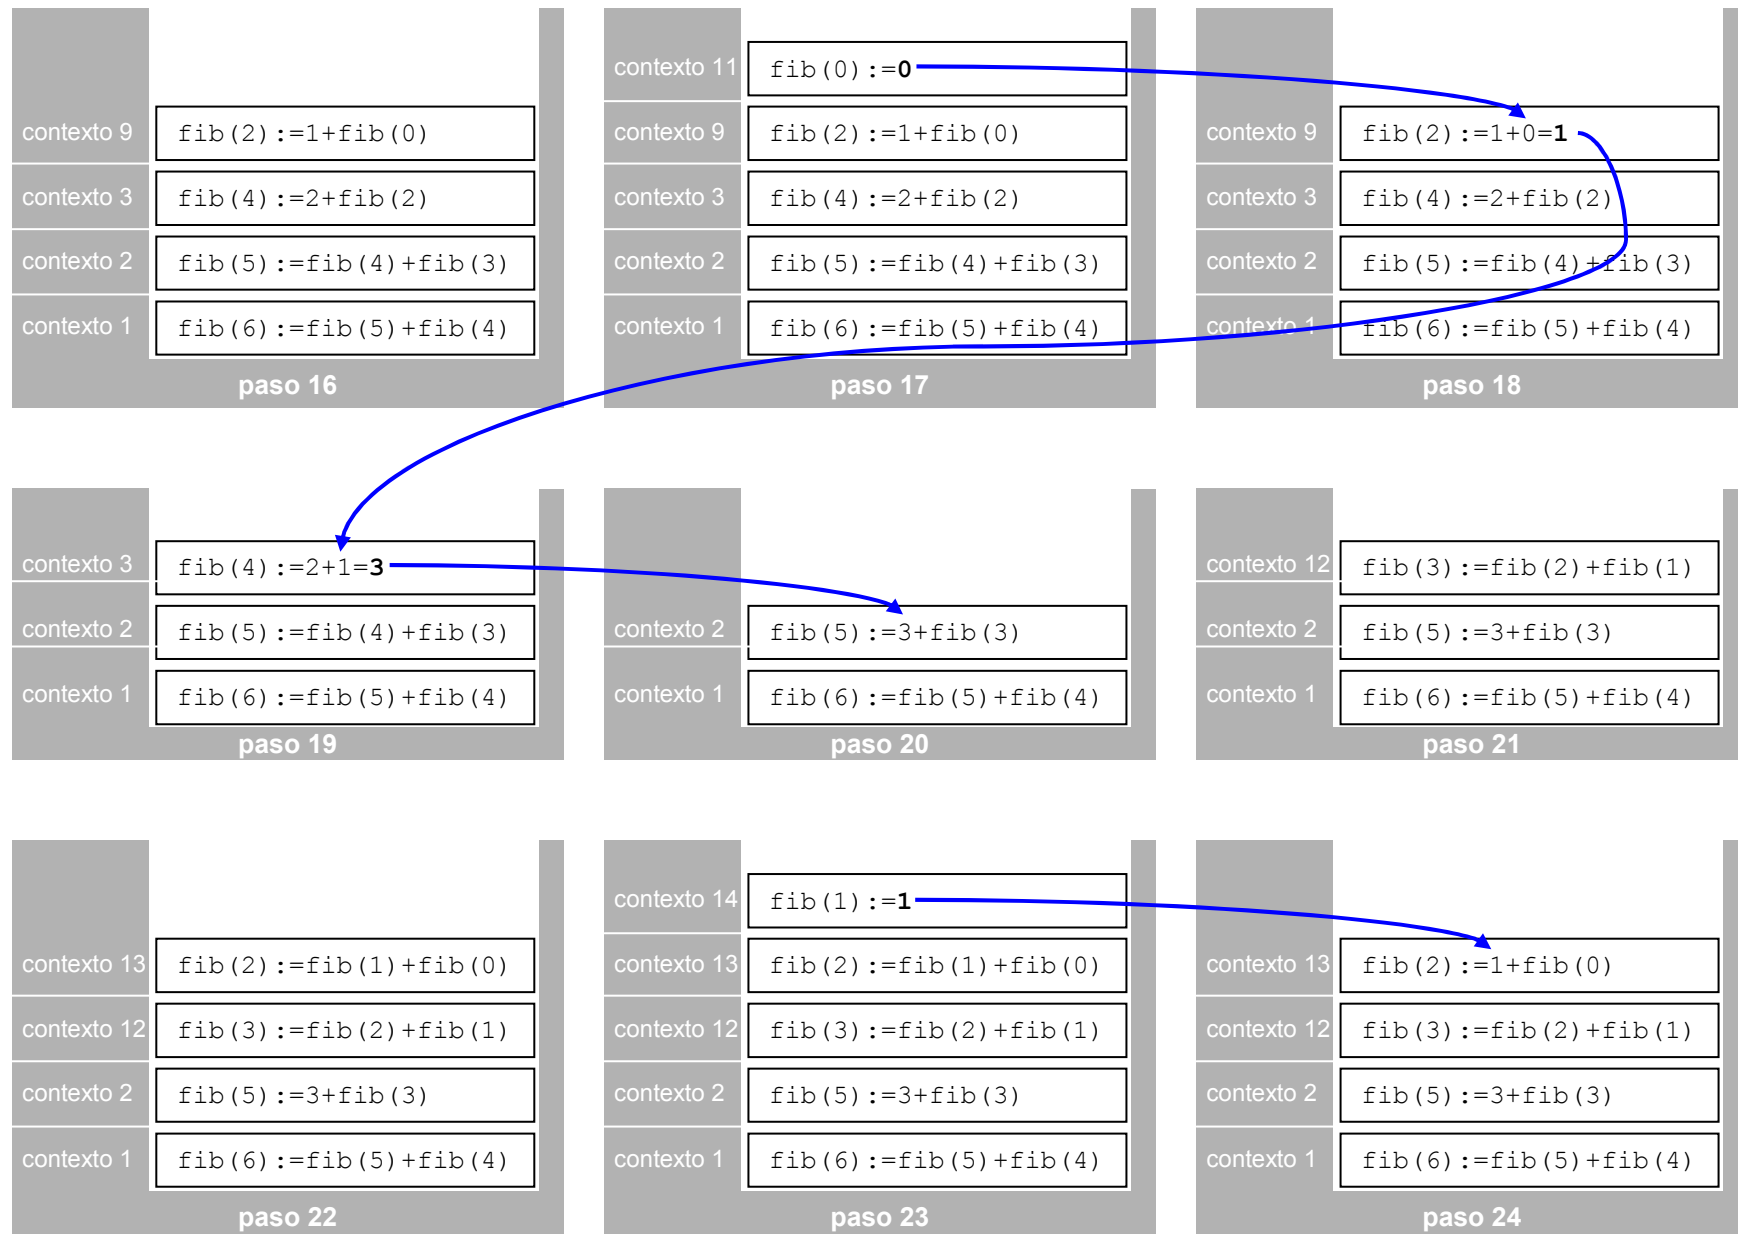 contexto 9 fib(2):=1+fib(0)
contexto 3 fib(4):=2+fib(2)
contexto 2 fib(5):=fib(4)+fib(3)
contexto 1 fib(6):=fib(5)+fib(4)
paso 16
contexto 11 fib(0):=0
contexto 9 fib(2):=1+fib(0)
contexto 3 fib(4):=2+fib(2)
contexto 2 fib(5):=fib(4)+fib(3)
contexto 1 fib(6):=fib(5)+fib(4)
paso 17
contexto 9 fib(2):=1+0=1
contexto 3 fib(4):=2+fib(2)
contexto 2 fib(5):=fib(4)+fib(3)
contexto 1 fib(6):=fib(5)+fib(4)
paso 18
contexto 3 fib(4):=2+1=3
contexto 2 fib(5):=fib(4)+fib(3)
contexto 1 fib(6):=fib(5)+fib(4)
paso 19
contexto 2 fib(5):=3+fib(3)
contexto 1 fib(6):=fib(5)+fib(4)
paso 20
contexto 12 fib(3):=fib(2)+fib(1)
contexto 2 fib(5):=3+fib(3)
contexto 1 fib(6):=fib(5)+fib(4)
paso 21
contexto 13 fib(2):=fib(1)+fib(0)
contexto 12 fib(3):=fib(2)+fib(1)
contexto 2 fib(5):=3+fib(3)
contexto 1 fib(6):=fib(5)+fib(4)
paso 22
contexto 14 fib(1):=1
contexto 13 fib(2):=fib(1)+fib(0)
contexto 12 fib(3):=fib(2)+fib(1)
contexto 2 fib(5):=3+fib(3)
contexto 1 fib(6):=fib(5)+fib(4)
paso 23
contexto 13 fib(2):=1+fib(0)
contexto 12 fib(3):=fib(2)+fib(1)
contexto 2 fib(5):=3+fib(3)
contexto 1 fib(6):=fib(5)+fib(4)
paso 24